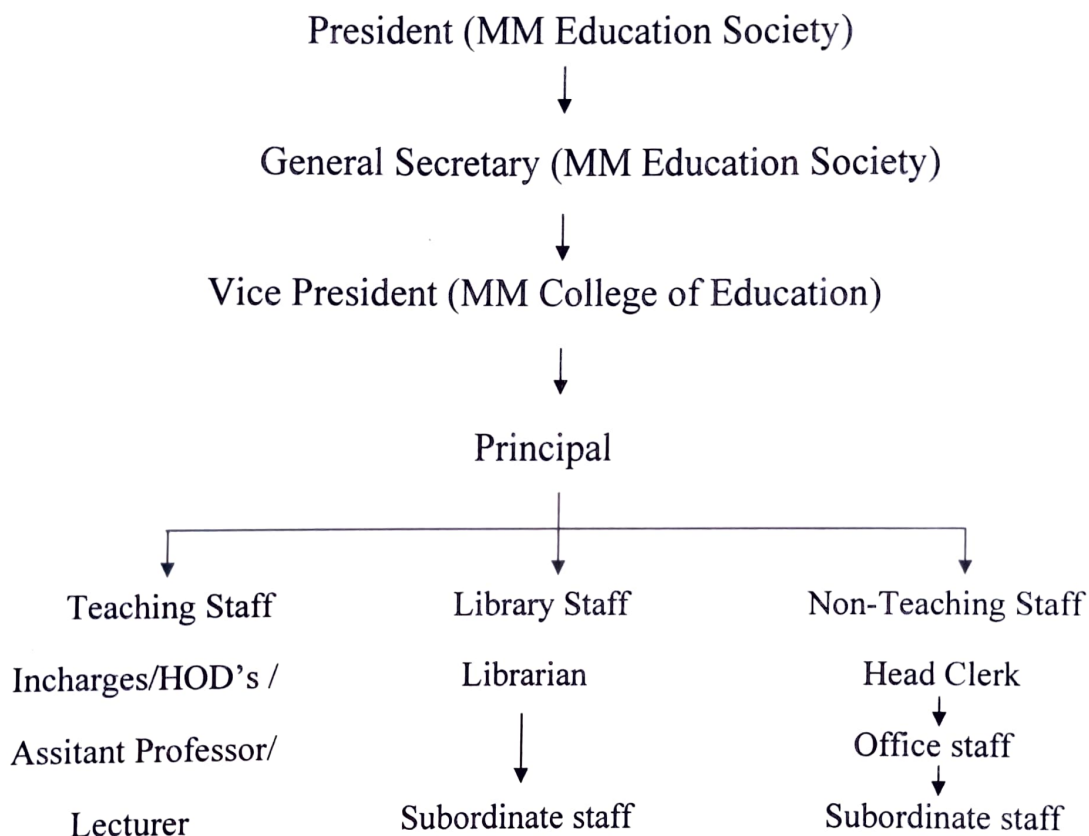 President (MM Education Society)
General Secretary (MM Education Society)
Vice President (MM College of Education)
Principal
Teaching Staff
Incharges/HOD's /
Assitant Professor/
Lecturer
Library Staff
Librarian
Subordinate staff
Non-Teaching Staff
Head Clerk
Office staff
Subordinate staff